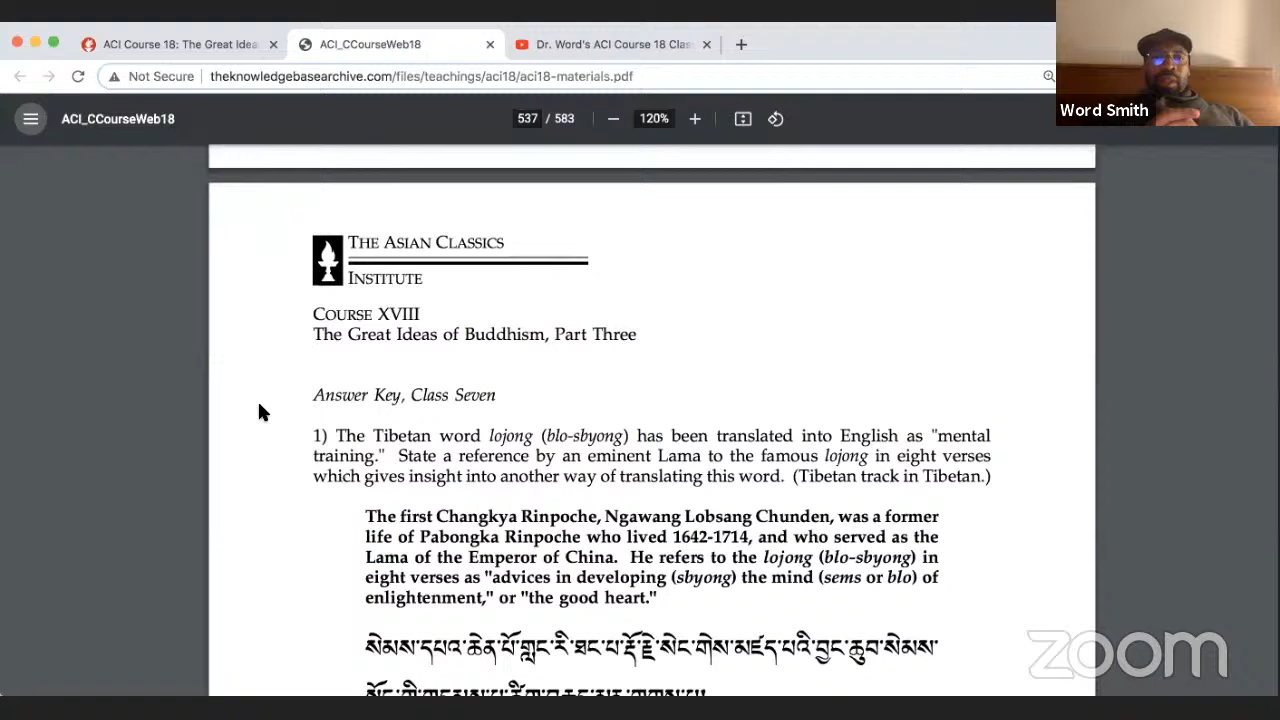 ACI Course 18: The Great Idea
ACI_CCourseWeb18
Dr. Word's ACI Course 18 Clas
Not Secure theknowledgebasearchive.com/files/teachings/aci18/aci18-materials.pdf
Word Smith
ACI_CCourseWeb18
537 / 583
120%
THE ASIAN CLASSICS
INSTITUTE
COURSE XVIII
The Great Ideas of Buddhism, Part Three
Answer Key, Class Seven
1) The Tibetan word lojong (blo-sbyong) has been translated into English as "mental
training." State a reference by an eminent Lama to the famous lojong in eight verses
which gives insight into another way of translating this word. (Tibetan track in Tibetan.)
The first Changkya Rinpoche, Ngawang Lobsang Chunden, was a former
life of Pabongka Rinpoche who lived 1642-1714, and who served as the
Lama of the Emperor of China. He refers to the lojong (blo-sbyong) in
eight verses as "advices in developing (sbyong) the mind (sems or blo) of
enlightenment," or "the good heart."
སེམས་དཔའ་ཆེན་པོ་གླང་རི་ཐང་པ་རྡོ་རྗེ་སེང་གེས་མཛད་པའི་བྱང་ཆུབ་སེམས་
zoom